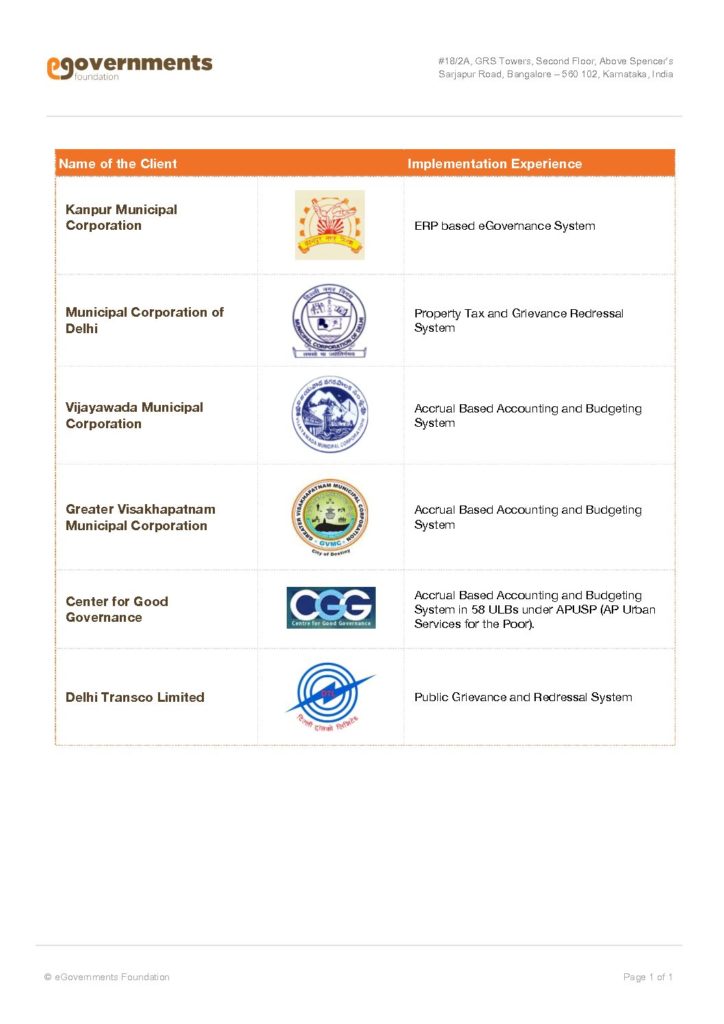 egovernments
foundation
#18/2A, GRS Towers, Second Floor, Above Spencer's
Sarjapur Road, Bangalore – 560 102, Karnataka, India
Name of the Client
Implementation Experience
Kanpur Municipal
Corporation
ERP based eGovernance System
Municipal Corporation of
Delhi
दिल्ली नगर निगम
MUNICIPAL CORPORATION OF DELHI
Property Tax and Grievance Redressal
System
Vijayawada Municipal
Corporation
VIJAYAWADA MUNICIPAL CORPORATION
Accrual Based Accounting and Budgeting
System
Greater Visakhapatnam
Municipal Corporation
GREATER VISAKHAPATNAM MUNICIPAL CORPORATION
GVMC
City of Destiny
Accrual Based Accounting and Budgeting
System
Center for Good
Governance
CGG
Centre for Good Governance
Accrual Based Accounting and Budgeting
System in 58 ULBs under APUSP (AP Urban
Services for the Poor).
Delhi Transco Limited
दिल्ली ट्रांसको लिमिटेड
Public Grievance and Redressal System
© eGovernments Foundation
Page 1 of 1